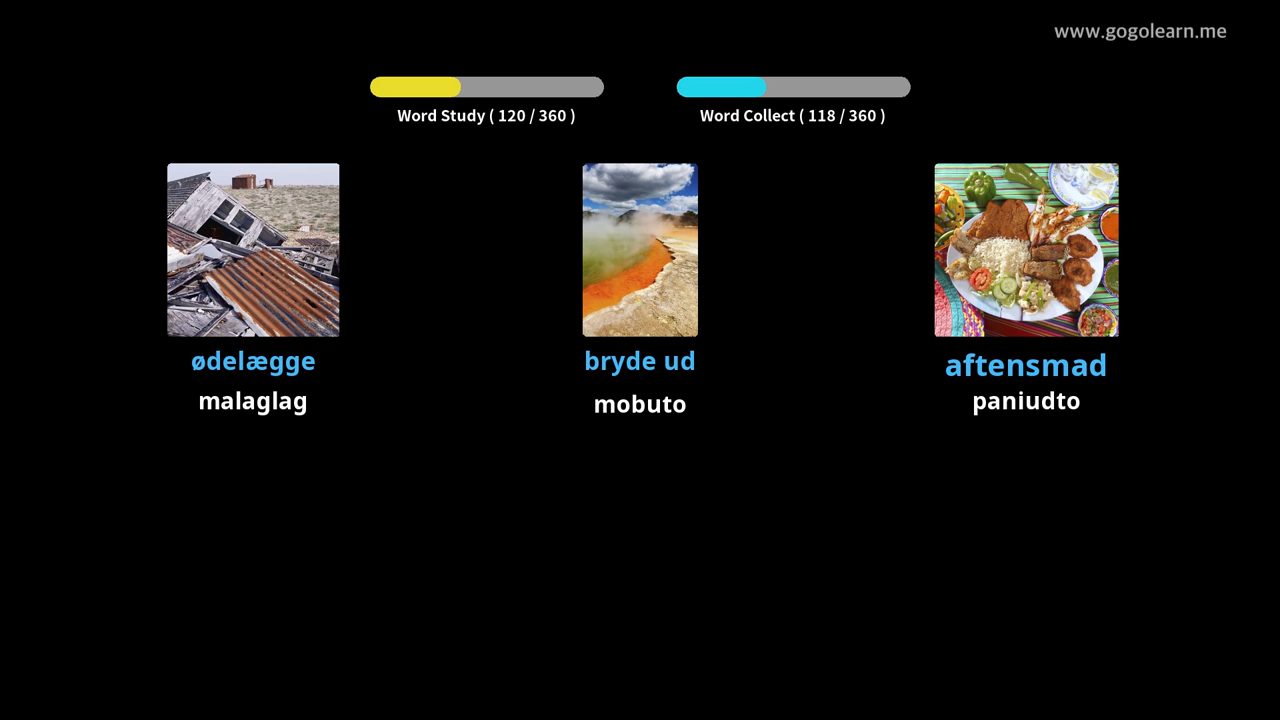 www.gogolearn.me
Word Study ( 120 / 360 )
Word Collect ( 118 / 360 )
ødelægge
malaglag
bryde ud
mobuto
aftensmad
paniudto